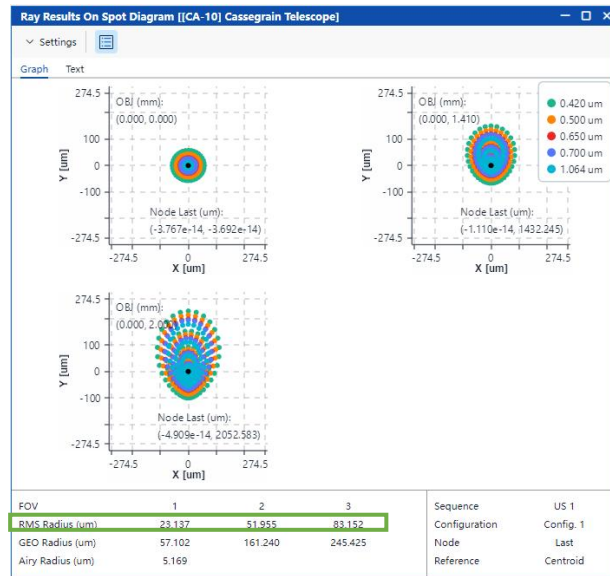 Ray Results On Spot Diagram [[CA-10] Cassegrain Telescope]
Settings
Graph Text
274.5
100
0
-100
-274.5
Y [um]
OBJ (mm):
(0.000, 0.000)
Node Last (um):
(-3.767e-14, -3.692e-14)
-274.5 0 274.5
X [um]
274.5
100
0
-100
-274.5
Y [um]
OBJ (mm):
(0.000, 1.410)
Node Last (um):
(-1.110e-14, 1432.245)
-274.5 0 274.5
X [um]
0.420 um
0.500 um
0.650 um
0.700 um
1.064 um
274.5
100
0
-100
-274.5
Y [um]
OBJ (mm):
(0.000, 2.000)
Node Last (um):
(-4.909e-14, 2052.583)
-274.5 0 274.5
X [um]
FOV 1 2 3
RMS Radius (um) 23.137 51.955 83.152
GEO Radius (um) 57.102 161.240 245.425
Airy Radius (um) 5.169
Sequence US 1
Configuration Config. 1
Node Last
Reference Centroid